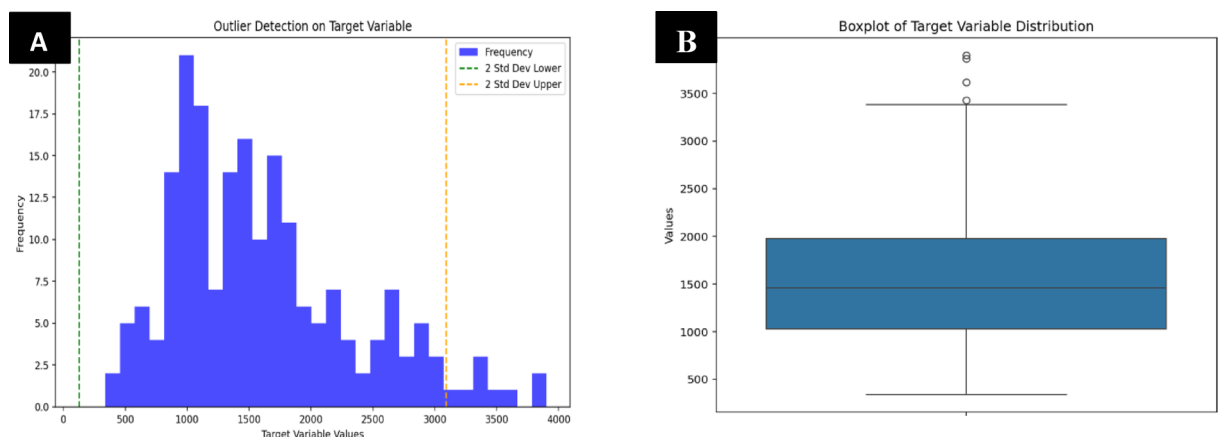 A
Outlier Detection on Target Variable
Frequency
2 Std Dev Lower
2 Std Dev Upper
20.0
17.5
15.0
12.5
10.0
7.5
5.0
2.5
0.0
Frequency
0 500 1000 1500 2000 2500 3000 3500 4000
Target Variable Values
B
Boxplot of Target Variable Distribution
3500
3000
2500
2000
1500
1000
500
Values